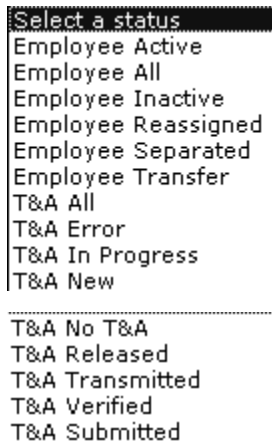 Select a status
Employee Active
Employee All
Employee Inactive
Employee Reassigned
Employee Separated
Employee Transfer
T&A All
T&A Error
T&A In Progress
T&A New
T&A No T&A
T&A Released
T&A Transmitted
T&A Verified
T&A Submitted